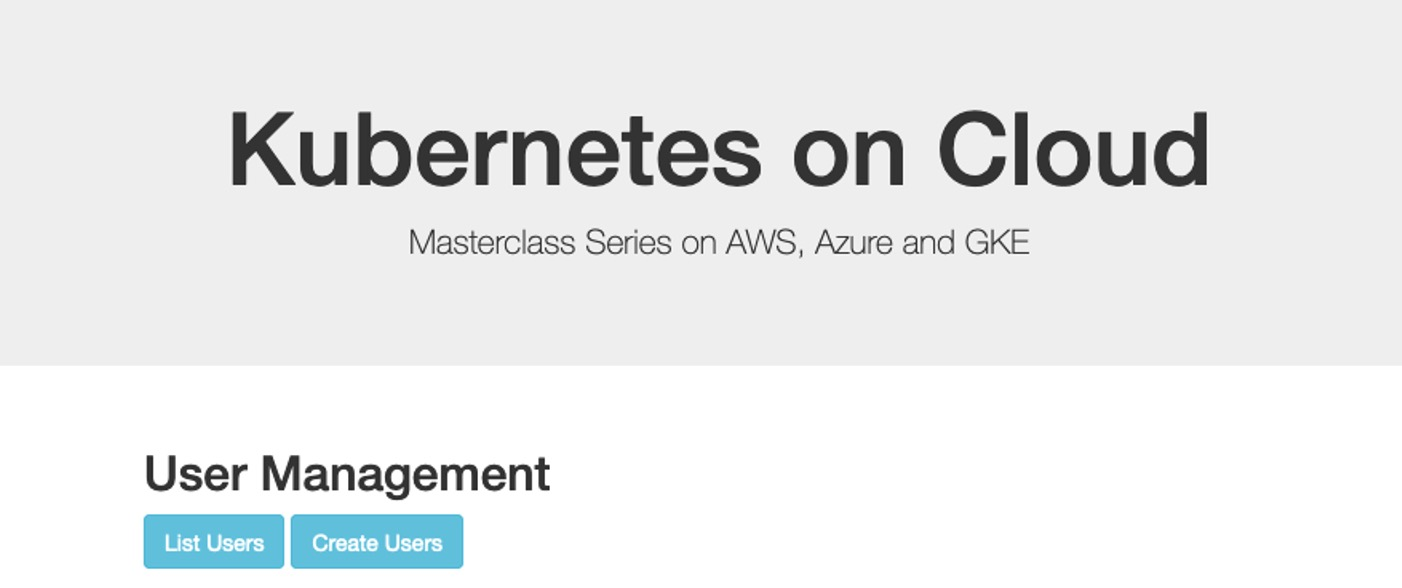 Kubernetes on Cloud
Masterclass Series on AWS, Azure and GKE
User Management
List Users Create Users